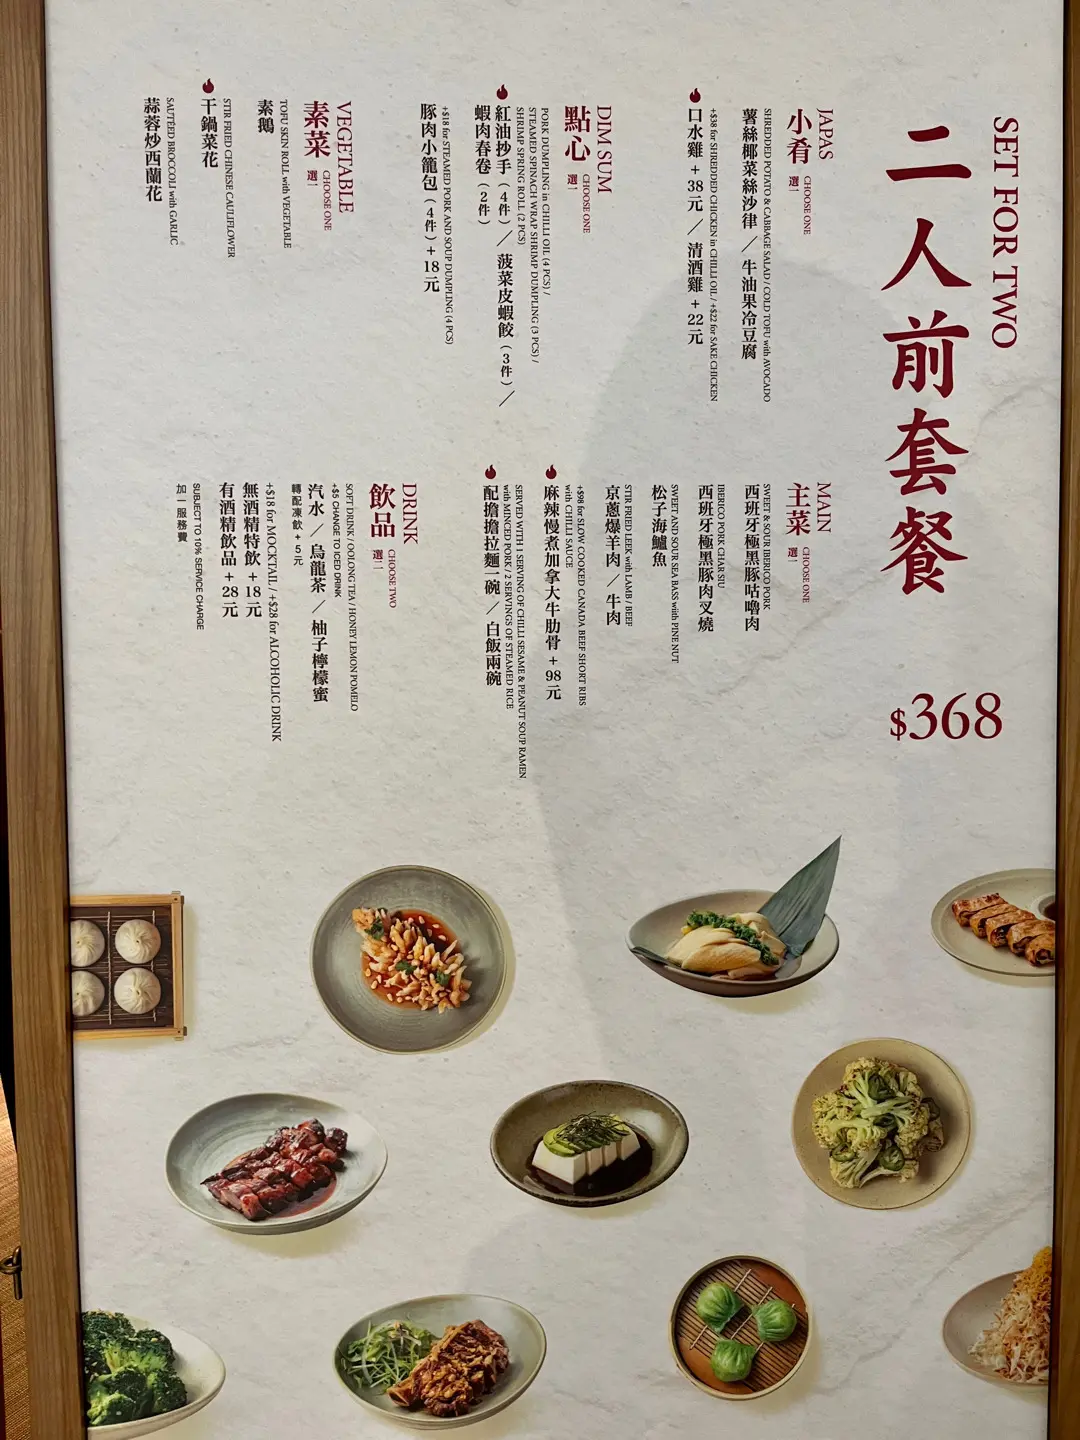 SET FOR TWO
二人前套餐
$368
JAPAS
小肴 CHOOSE ONE 選一
SHREDDED POTATO & CABBAGE SALAD / COLD TOFU with AVOCADO
薯絲椰菜絲沙律 / 牛油果冷豆腐
+$38 for SHREDDED CHICKEN in CHILLI OIL / +$22 for SAKE CHICKEN
口水雞 + 38元 / 清酒雞 + 22元
DIM SUM
點心 CHOOSE ONE 選一
PORK DUMPLING in CHILLI OIL (4 PCS) /
STEAMED SPINACH WRAP SHRIMP DUMPLING (3 PCS) /
SHRIMP SPRING ROLL (2 PCS)
紅油抄手（4件）/ 菠菜皮蝦餃（3件）/
蝦肉春卷（2件）
+$18 for STEAMED PORK AND SOUP DUMPLING (4 PCS)
豚肉小籠包（4件）+ 18元
VEGETABLE
素菜 CHOOSE ONE 選一
TOFU SKIN ROLL with VEGETABLE
素鵝
STIR FRIED CHINESE CAULIFLOWER
干鍋菜花
SAUTÉED BROCCOLI with GARLIC
蒜蓉炒西蘭花
MAIN
主菜 CHOOSE ONE 選一
SWEET & SOUR IBERICO PORK
西班牙極黑豚咕嚕肉
IBERICO PORK CHAR SIU
西班牙極黑豚肉叉燒
SWEET AND SOUR SEA BASS with PINE NUT
松子海鱸魚
STIR FRIED LEEK with LAMB / BEEF
京蔥爆羊肉 / 牛肉
+$98 for SLOW COOKED CANADA BEEF SHORT RIBS
with CHILLI SAUCE
麻辣慢煮加拿大牛肋骨 + 98元
SERVED WITH 1 SERVING OF CHILLI SESAME & PEANUT SOUP RAMEN
with MINCED PORK / 2 SERVINGS OF STEAMED RICE
配擔擔拉麵一碗 / 白飯兩碗
DRINK
飲品 CHOOSE TWO 選二
SOFT DRINK / OOLONG TEA / HONEY LEMON POMELO
+$5 CHANGE TO ICED DRINK
汽水 / 烏龍茶 / 柚子檸檬蜜
轉配凍飲 + 5元
+$18 for MOCKTAIL / +$28 for ALCOHOLIC DRINK
無酒精特飲 + 18元
有酒精飲品 + 28元
SUBJECT TO 10% SERVICE CHARGE
加一服務費